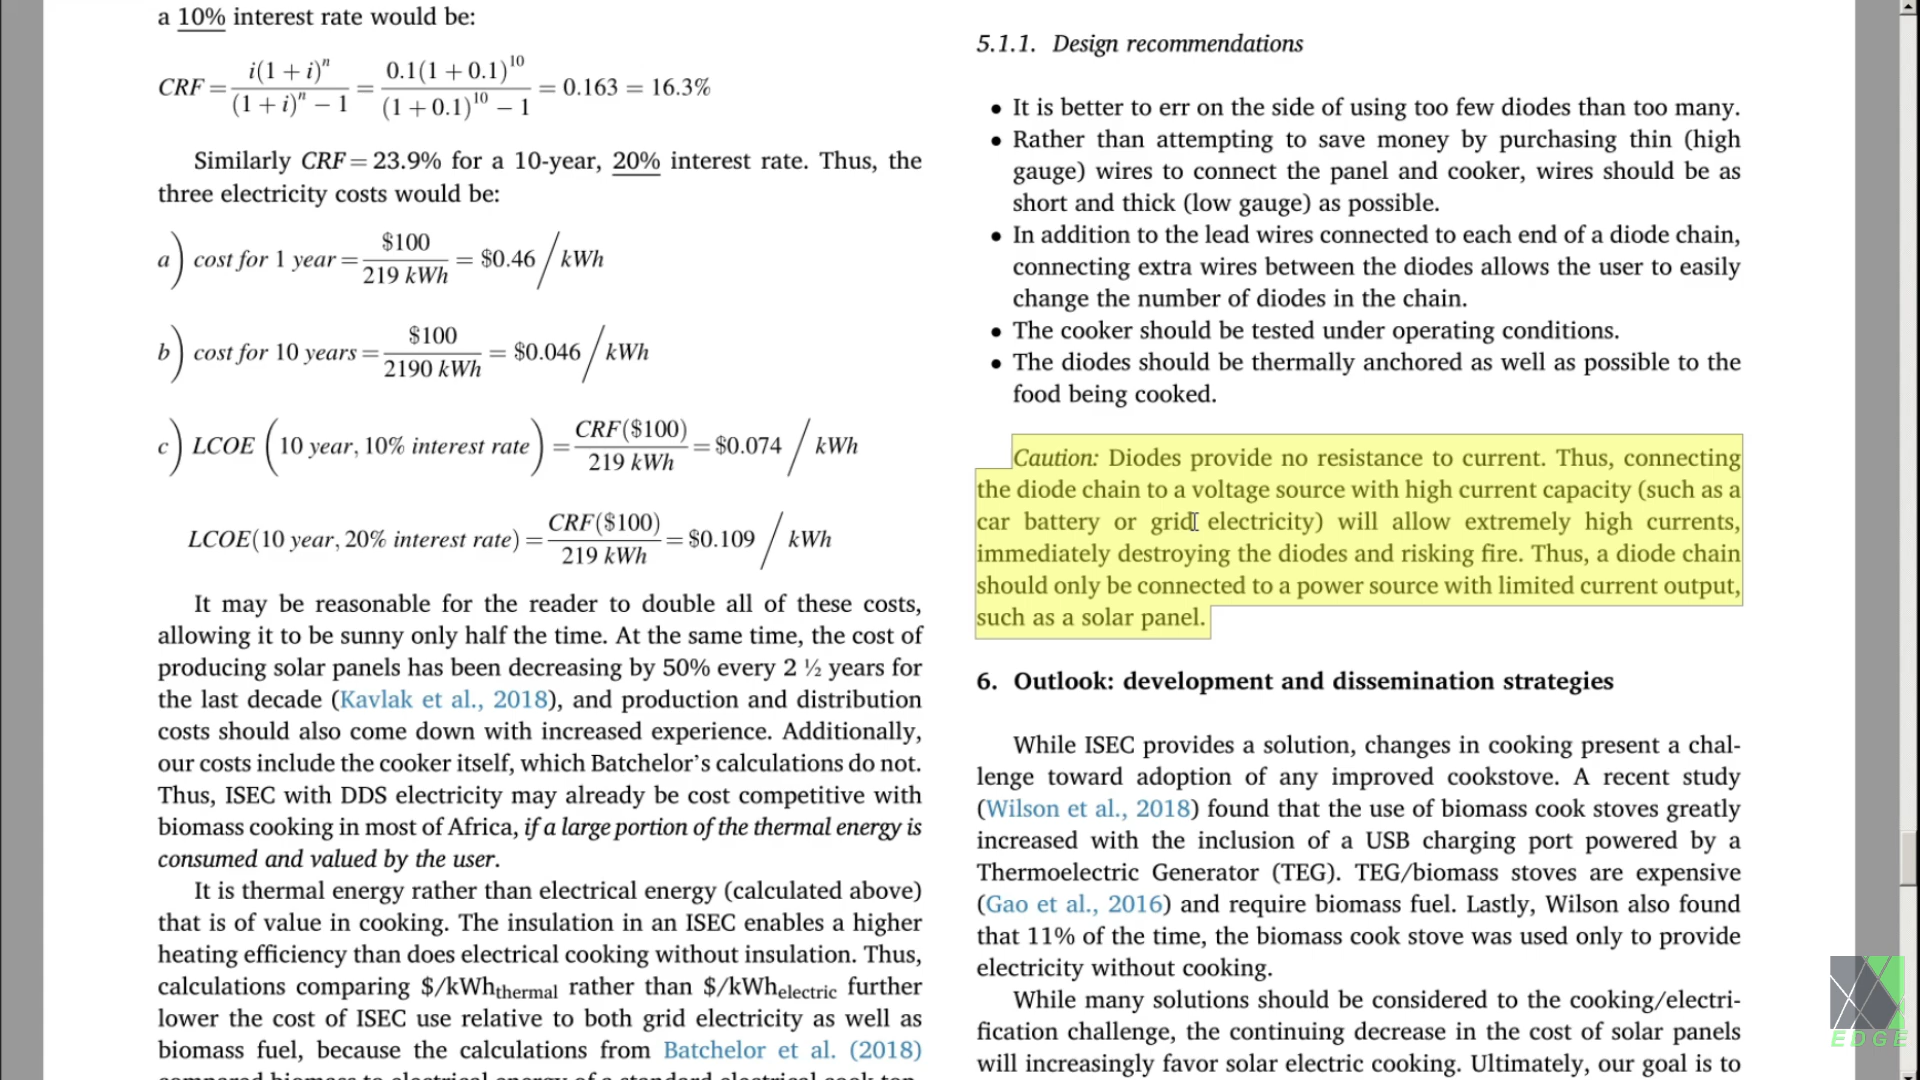 a 10% interest rate would be:
CRF = i(1 + i)^n / (1 + i)^n − 1 = 0.1(1 + 0.1)^10 / (1 + 0.1)^10 − 1 = 0.163 = 16.3%
Similarly CRF = 23.9% for a 10-year, 20% interest rate. Thus, the
three electricity costs would be:
a) cost for 1 year = $100 / 219 kWh = $0.46 / kWh
b) cost for 10 years = $100 / 2190 kWh = $0.046 / kWh
c) LCOE (10 year, 10% interest rate) = CRF($100) / 219 kWh = $0.074 / kWh
LCOE(10 year, 20% interest rate) = CRF($100) / 219 kWh = $0.109 / kWh
It may be reasonable for the reader to double all of these costs,
allowing it to be sunny only half the time. At the same time, the cost of
producing solar panels has been decreasing by 50% every 2 ½ years for
the last decade (Kavlak et al., 2018), and production and distribution
costs should also come down with increased experience. Additionally,
our costs include the cooker itself, which Batchelor's calculations do not.
Thus, ISEC with DDS electricity may already be cost competitive with
biomass cooking in most of Africa, if a large portion of the thermal energy is
consumed and valued by the user.
It is thermal energy rather than electrical energy (calculated above)
that is of value in cooking. The insulation in an ISEC enables a higher
heating efficiency than does electrical cooking without insulation. Thus,
calculations comparing $/kWhthermal rather than $/kWhelectric further
lower the cost of ISEC use relative to both grid electricity as well as
biomass fuel, because the calculations from Batchelor et al. (2018)
5.1.1. Design recommendations
• It is better to err on the side of using too few diodes than too many.
• Rather than attempting to save money by purchasing thin (high
gauge) wires to connect the panel and cooker, wires should be as
short and thick (low gauge) as possible.
• In addition to the lead wires connected to each end of a diode chain,
connecting extra wires between the diodes allows the user to easily
change the number of diodes in the chain.
• The cooker should be tested under operating conditions.
• The diodes should be thermally anchored as well as possible to the
food being cooked.
Caution: Diodes provide no resistance to current. Thus, connecting
the diode chain to a voltage source with high current capacity (such as a
car battery or grid electricity) will allow extremely high currents,
immediately destroying the diodes and risking fire. Thus, a diode chain
should only be connected to a power source with limited current output,
such as a solar panel.
6. Outlook: development and dissemination strategies
While ISEC provides a solution, changes in cooking present a chal-
lenge toward adoption of any improved cookstove. A recent study
(Wilson et al., 2018) found that the use of biomass cook stoves greatly
increased with the inclusion of a USB charging port powered by a
Thermoelectric Generator (TEG). TEG/biomass stoves are expensive
(Gao et al., 2016) and require biomass fuel. Lastly, Wilson also found
that 11% of the time, the biomass cook stove was used only to provide
electricity without cooking.
While many solutions should be considered to the cooking/electri-
fication challenge, the continuing decrease in the cost of solar panels
will increasingly favor solar electric cooking. Ultimately, our goal is to
EDGE